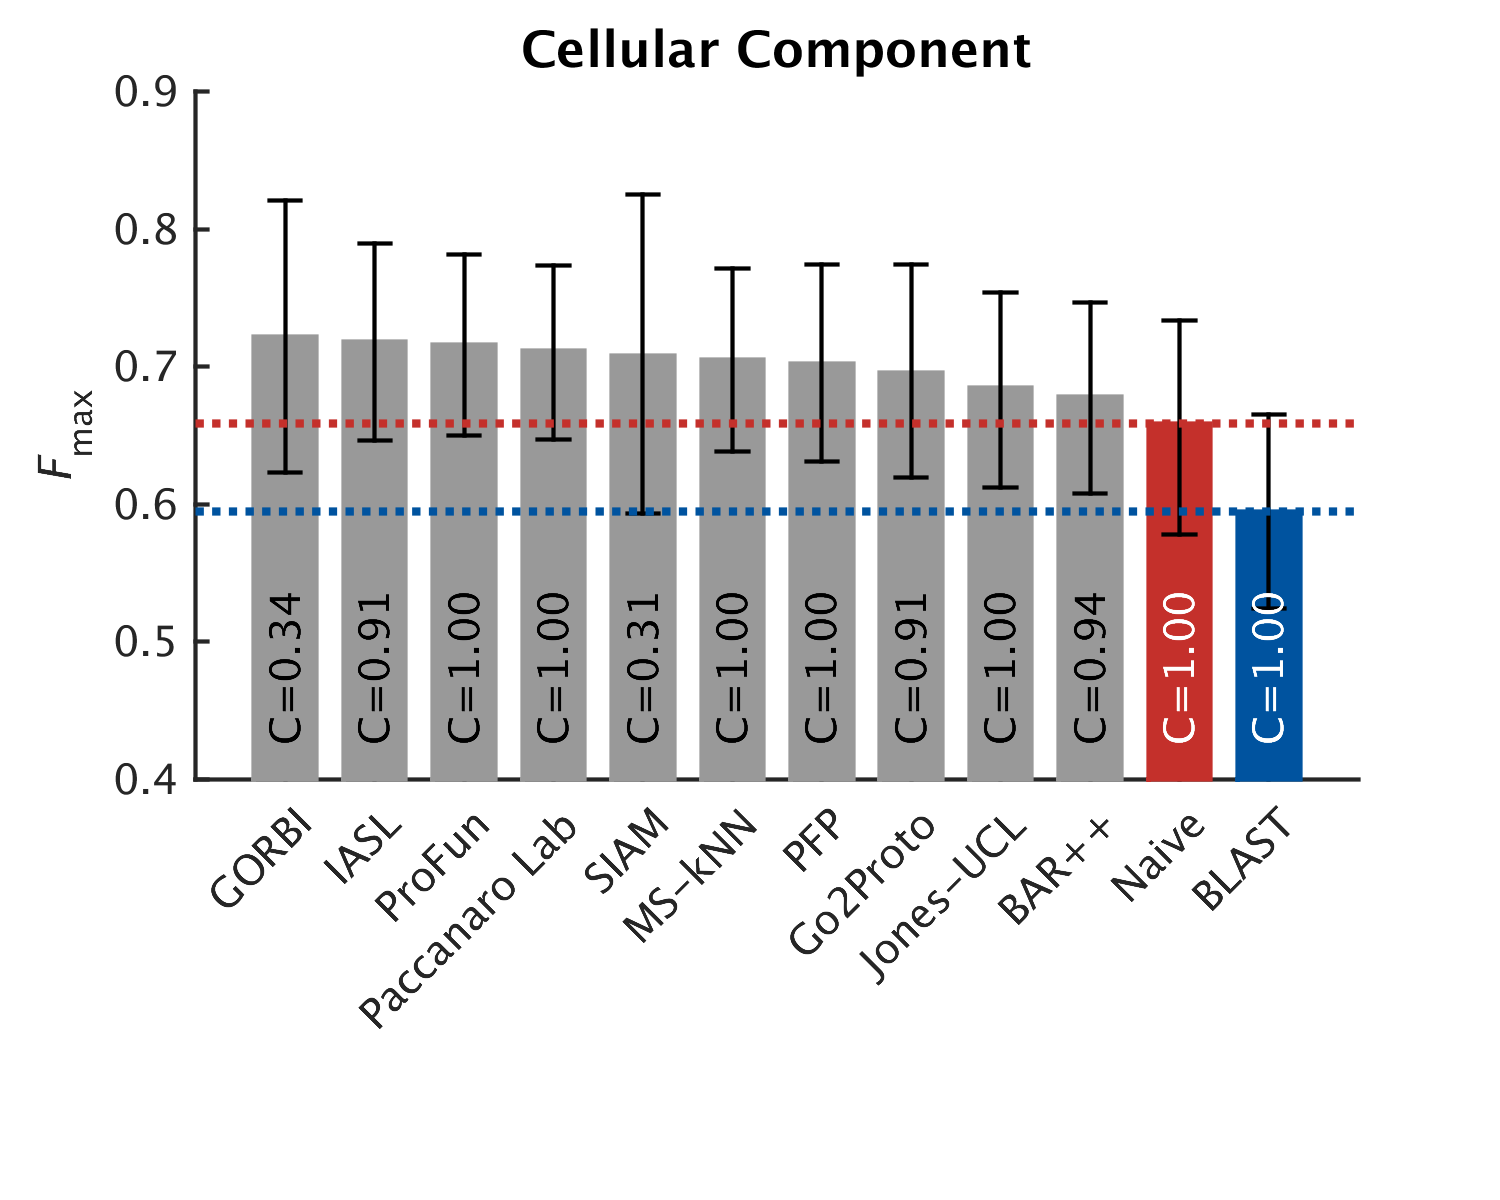 Cellular Component
0.9
0.8
0.7
0.6
0.5
0.4
Fmax
C=0.34
C=0.91
C=1.00
C=1.00
C=0.31
C=1.00
C=1.00
C=0.91
C=1.00
C=0.94
C=1.00
C=1.00
GORBI
IASL
ProFun
Paccanaro Lab
SIAM
MS-kNN
PFP
Go2Proto
Jones-UCL
BAR++
Naive
BLAST